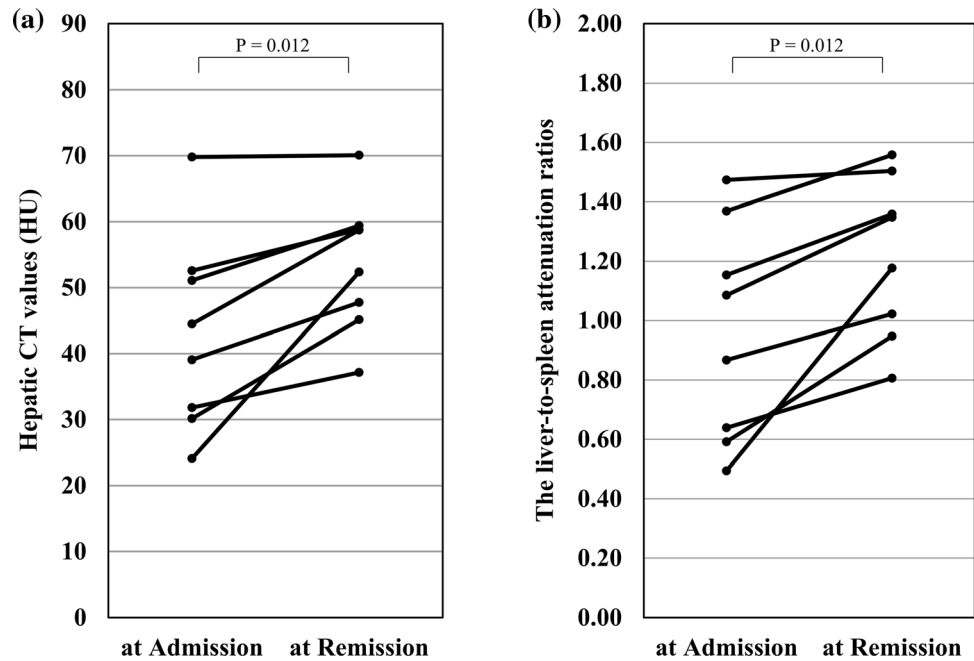 (a)
Hepatic CT values (HU)
90
80
70
60
50
40
30
20
10
0
P = 0.012
at Admission
at Remission
(b)
The liver-to-spleen attenuation ratios
2.00
1.80
1.60
1.40
1.20
1.00
0.80
0.60
0.40
0.20
0.00
P = 0.012
at Admission
at Remission